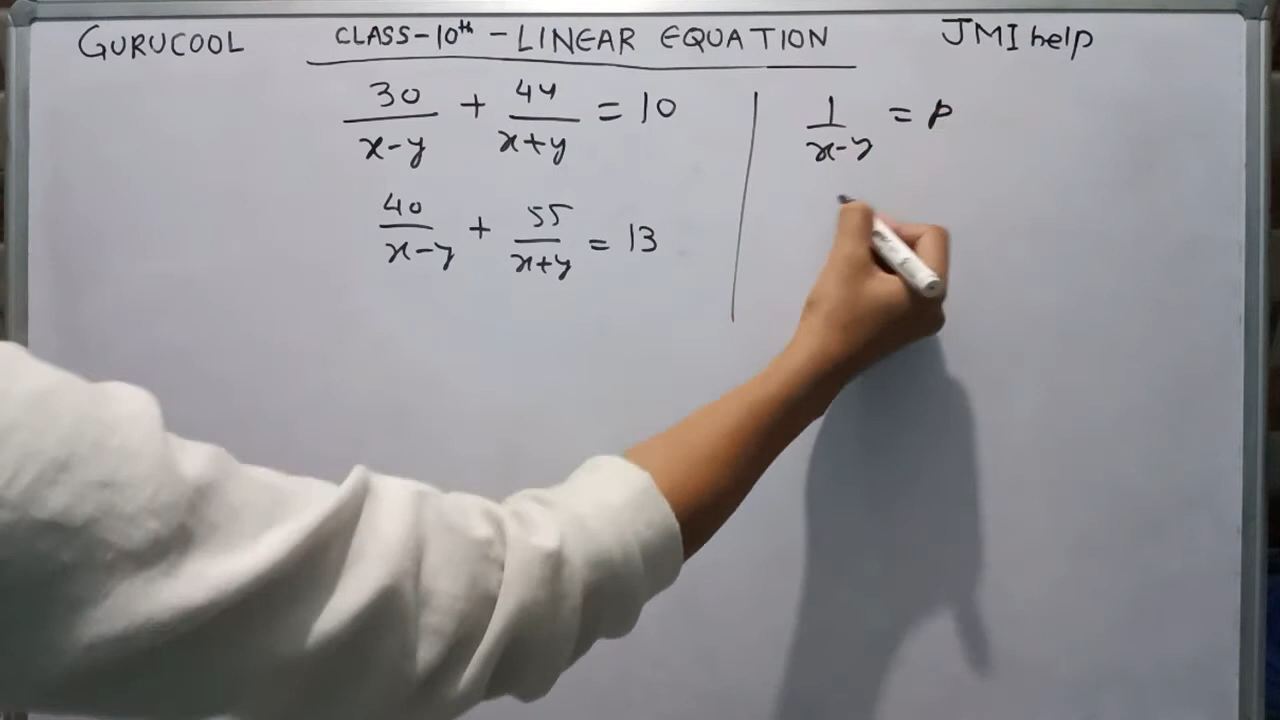 GURUCOOL CLASS-10th - LINEAR EQUATION JMI help
30/(x-y) + 44/(x+y) = 10
1/(x-y) = p
40/(x-y) + 55/(x+y) = 13